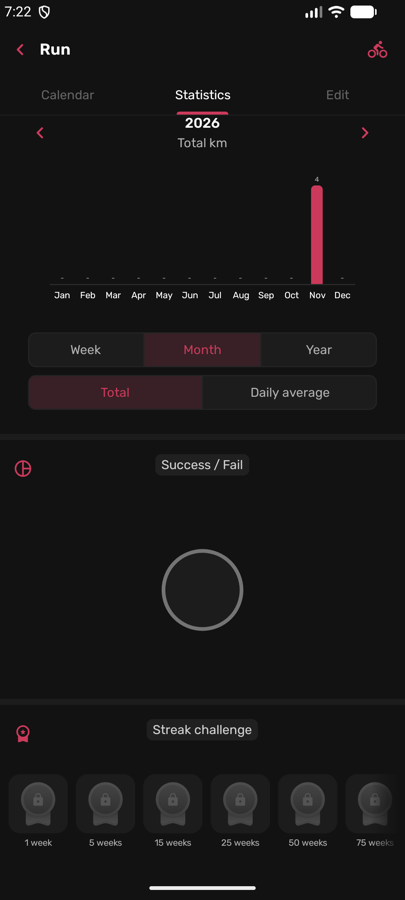 7:22
Run
Calendar Statistics Edit
2026
Total km
4
- - - - - - - - - - -
Jan Feb Mar Apr May Jun Jul Aug Sep Oct Nov Dec
Week Month Year
Total Daily average
Success / Fail
Streak challenge
1 week 5 weeks 15 weeks 25 weeks 50 weeks 75 weeks